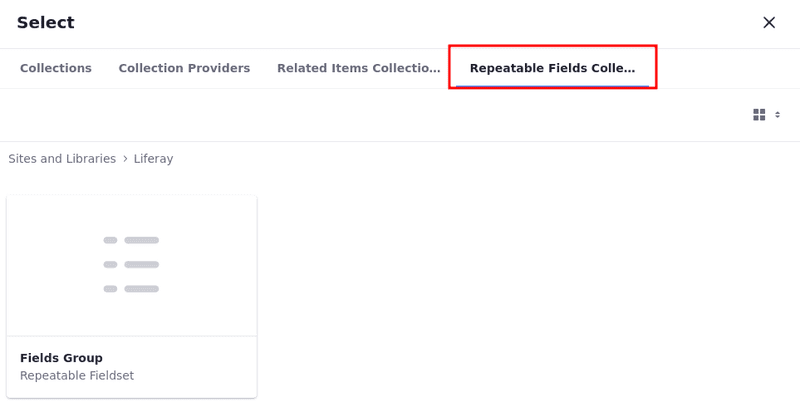 Select
Collections Collection Providers Related Items Collectio... Repeatable Fields Colle...
Sites and Libraries > Liferay
Fields Group
Repeatable Fieldset